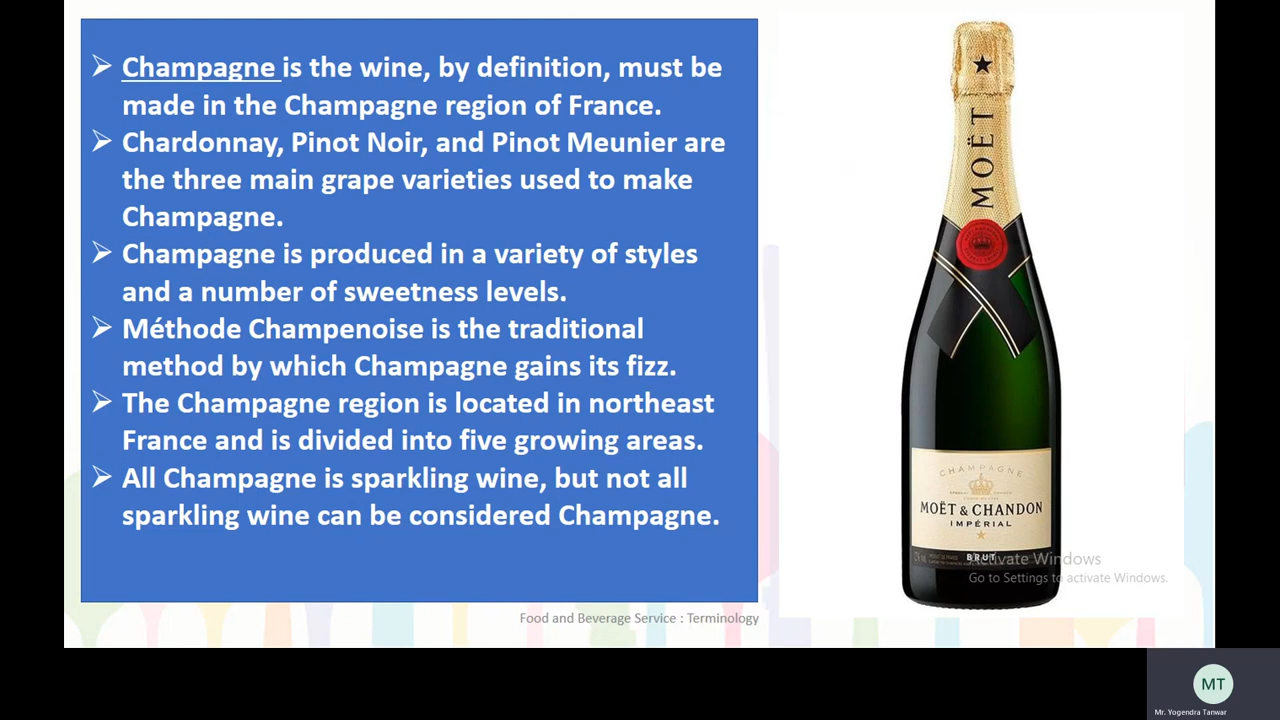 Champagne is the wine, by definition, must be
made in the Champagne region of France.
Chardonnay, Pinot Noir, and Pinot Meunier are
the three main grape varieties used to make
Champagne.
Champagne is produced in a variety of styles
and a number of sweetness levels.
Méthode Champenoise is the traditional
method by which Champagne gains its fizz.
The Champagne region is located in northeast
France and is divided into five growing areas.
All Champagne is sparkling wine, but not all
sparkling wine can be considered Champagne.
MOËT
CHAMPAGNE
MOËT & CHANDON
IMPÉRIAL
BRUT
Activate Windows
Go to Settings to activate Windows.
Food and Beverage Service : Terminology
MT
Mr. Yogendra Tanwar